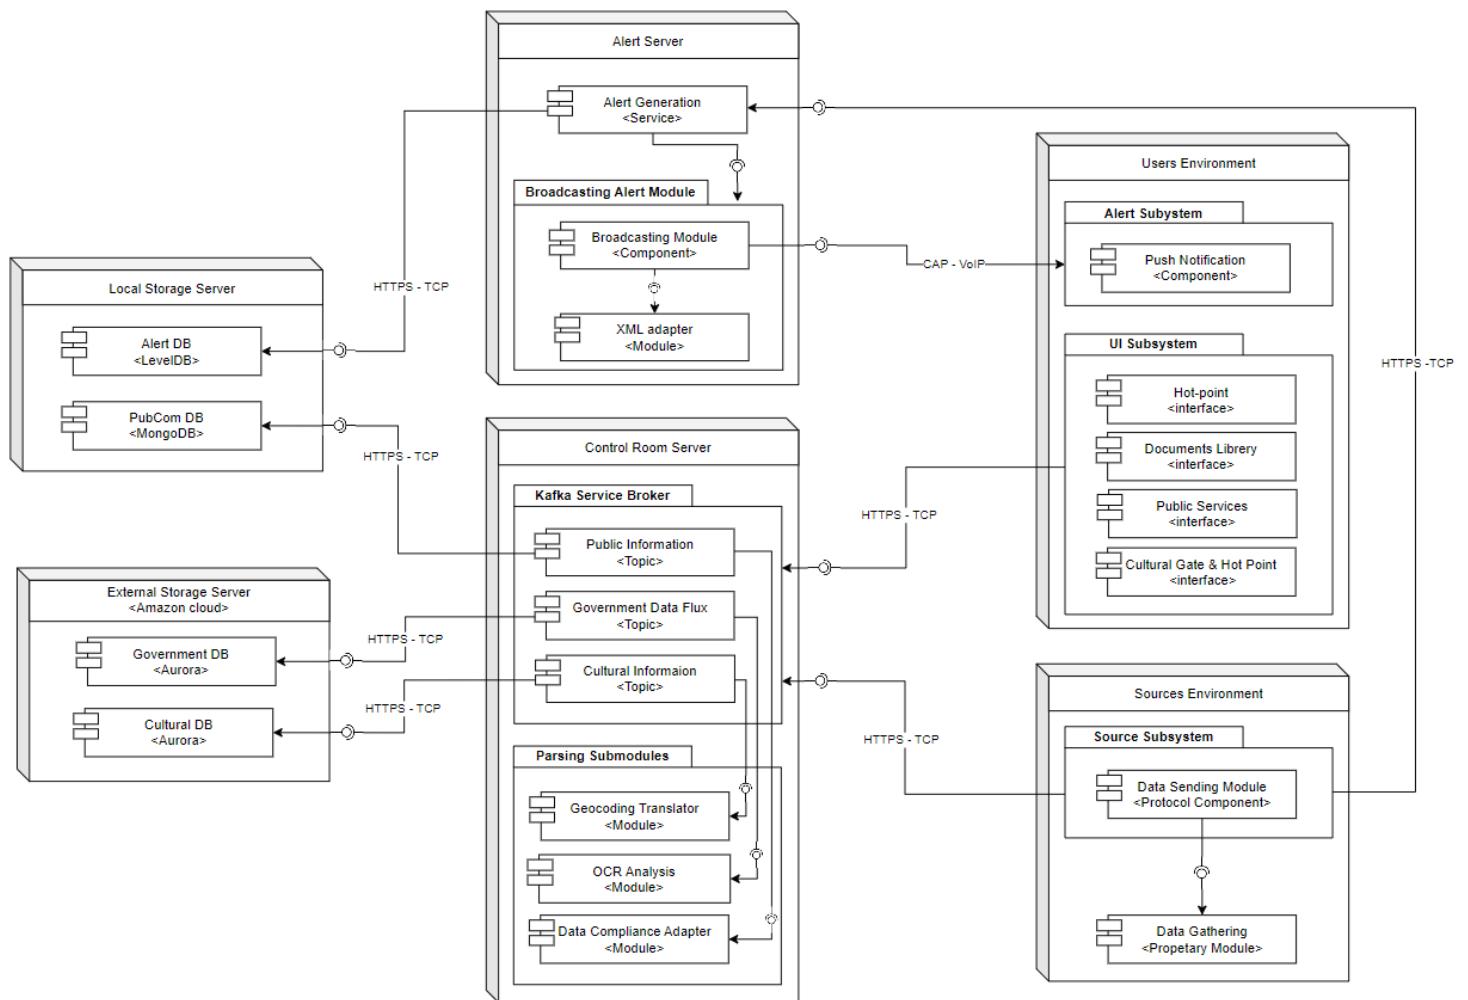 Alert Server
Alert Generation
<Service>
Broadcasting Alert Module
Broadcasting Module
<Component>
XML adapter
<Module>
HTTPS - TCP
CAP - VoIP
Users Environment
Alert Subystem
Push Notification
<Component>
UI Subsystem
Hot-point
<interface>
Documents Librery
<interface>
Public Services
<interface>
Cultural Gate & Hot Point
<interface>
HTTPS -TCP
Local Storage Server
Alert DB
<LevelDB>
PubCom DB
<MongoDB>
HTTPS - TCP
Control Room Server
Kafka Service Broker
Public Information
<Topic>
Government Data Flux
<Topic>
Cultural Informaion
<Topic>
HTTPS - TCP
External Storage Server
<Amazon cloud>
Government DB
<Aurora>
Cultural DB
<Aurora>
HTTPS - TCP
HTTPS - TCP
Parsing Submodules
Geocoding Translator
<Module>
OCR Analysis
<Module>
Data Compliance Adapter
<Module>
HTTPS - TCP
Sources Environment
Source Subsystem
Data Sending Module
<Protocol Component>
Data Gathering
<Propetary Module>